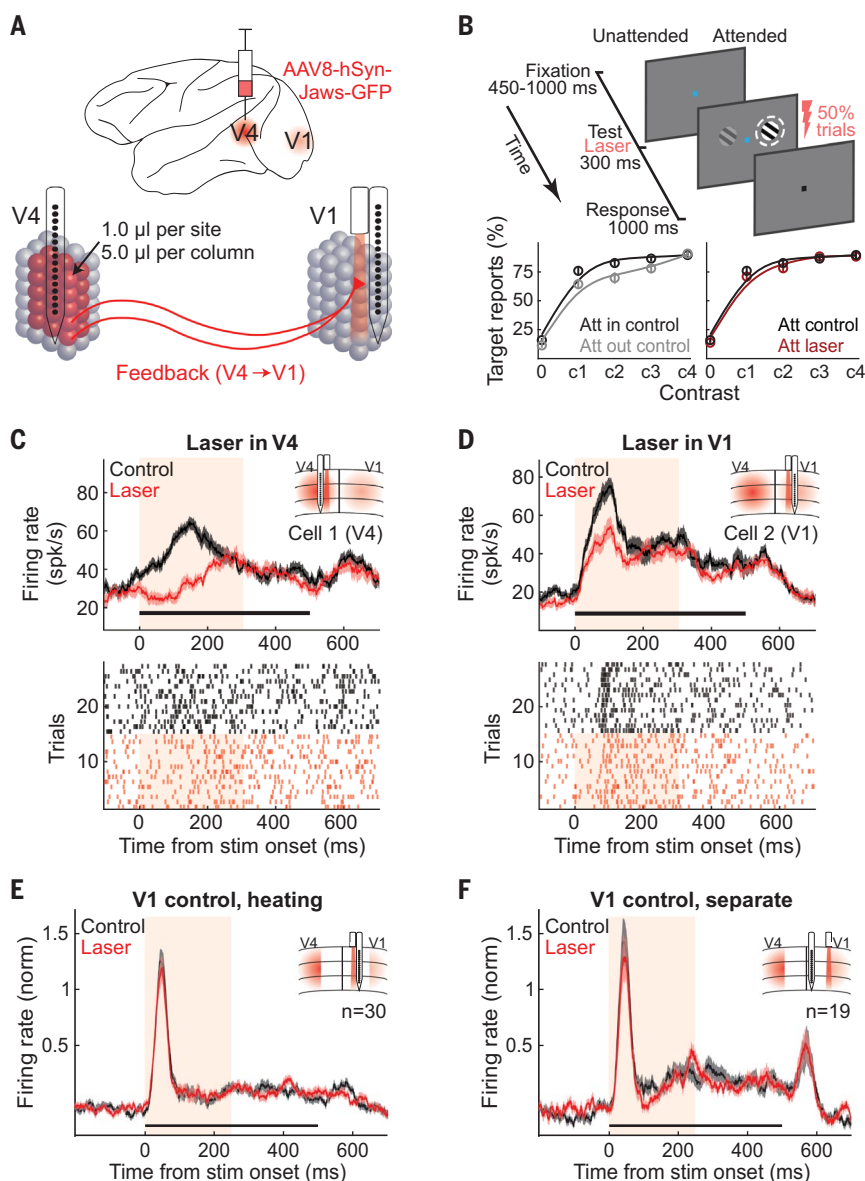 A
AAV8-hSyn-
Jaws-GFP
V4
V1
V4
V1
1.0 µl per site
5.0 µl per column
Feedback (V4 → V1)
B
Unattended Attended
Fixation
450-1000 ms
Test
Laser
300 ms
50%
trials
Time
Response
1000 ms
Target reports (%)
75
50
25
Att in control
Att out control
0 c1 c2 c3 c4
Att control
Att laser
0 c1 c2 c3 c4
Contrast
C
Laser in V4
Control
Laser
V4 V1
Cell 1 (V4)
Firing rate
(spk/s)
80
60
40
20
0 200 400 600
Trials
20
10
0 200 400 600
Time from stim onset (ms)
D
Laser in V1
Control
Laser
V4 V1
Cell 2 (V1)
Firing rate
(spk/s)
80
60
40
20
0 200 400 600
Trials
20
10
0 200 400 600
Time from stim onset (ms)
E
V1 control, heating
Control
Laser
V4 V1
n=30
Firing rate (norm)
1.5
1
0.5
0 200 400 600
Time from stim onset (ms)
F
V1 control, separate
Control
Laser
V4 V1
n=19
Firing rate (norm)
1.5
1
0.5
0 200 400 600
Time from stim onset (ms)